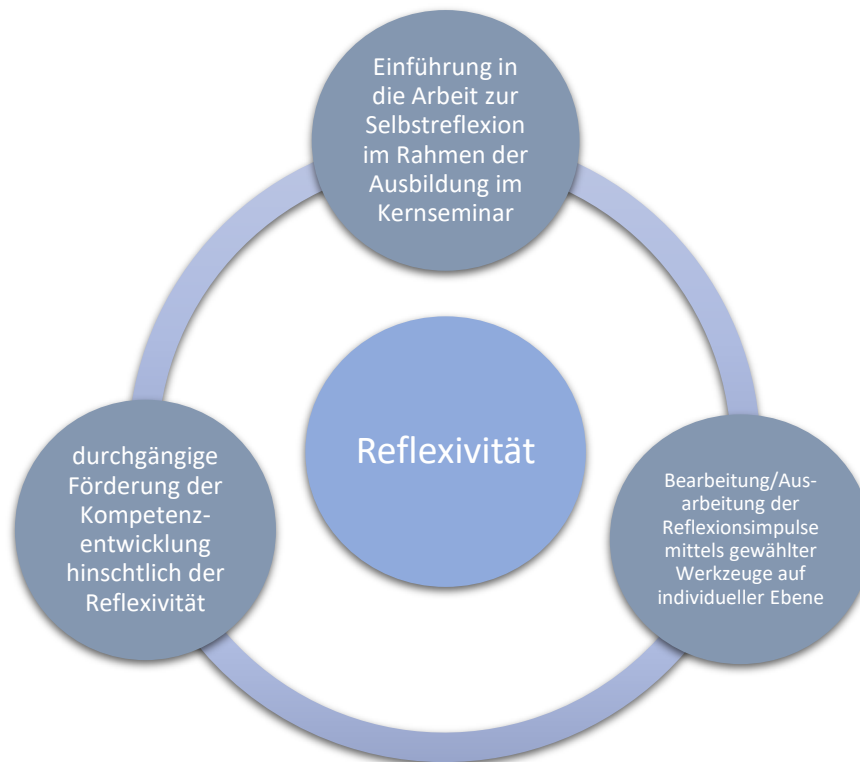 Einführung in
die Arbeit zur
Selbstreflexion
im Rahmen der
Ausbildung im
Kernseminar
Reflexivität
durchgängige
Förderung der
Kompetenz-
entwicklung
hinschtlich der
Reflexivität
Bearbeitung/Aus-
arbeitung der
Reflexionsimpulse
mittels gewählter
Werkzeuge auf
individueller Ebene